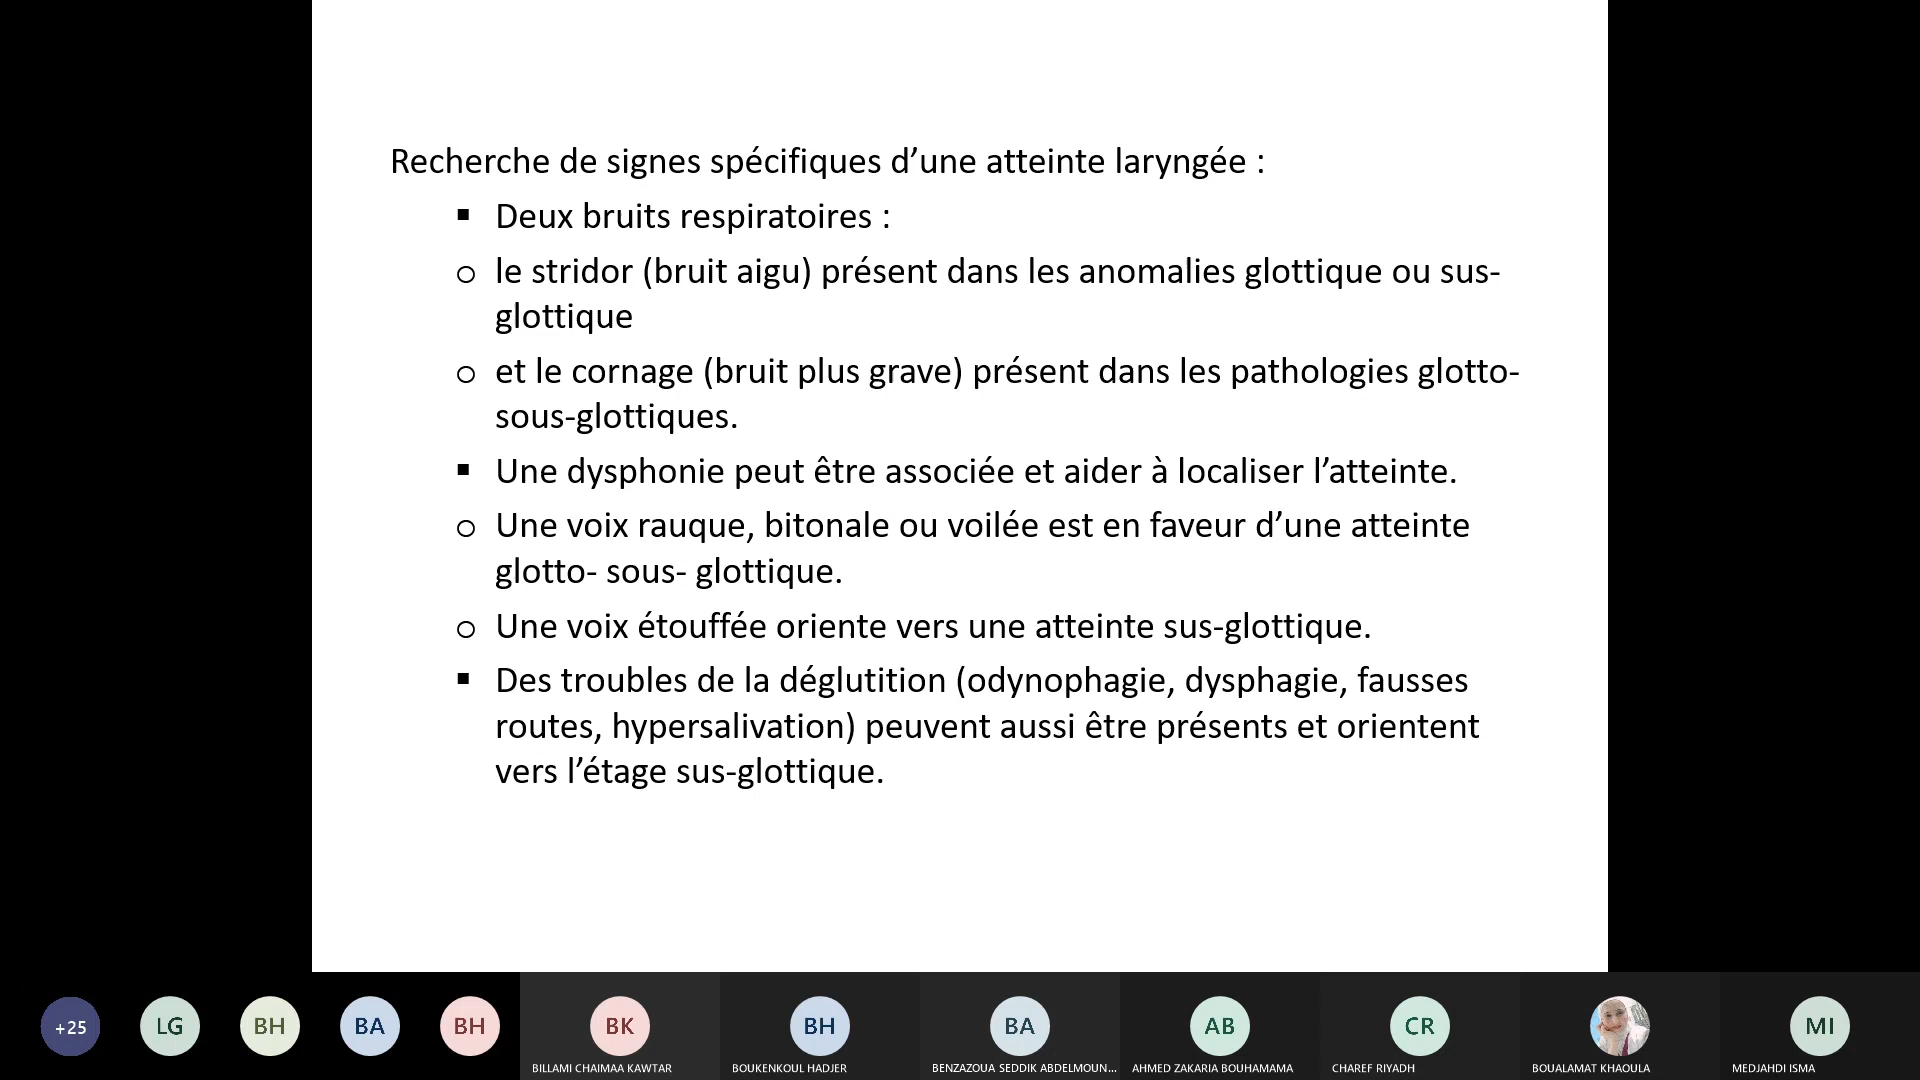 Recherche de signes spécifiques d’une atteinte laryngée :
▪ Deux bruits respiratoires :
o le stridor (bruit aigu) présent dans les anomalies glottique ou sus-
glottique
o et le cornage (bruit plus grave) présent dans les pathologies glotto-
sous-glottiques.
▪ Une dysphonie peut être associée et aider à localiser l’atteinte.
o Une voix rauque, bitonale ou voilée est en faveur d’une atteinte
glotto- sous- glottique.
o Une voix étouffée oriente vers une atteinte sus-glottique.
▪ Des troubles de la déglutition (odynophagie, dysphagie, fausses
routes, hypersalivation) peuvent aussi être présents et orientent
vers l’étage sus-glottique.
+25 LG BH BA BH BK BH BA AB CR MI
BILLAMI CHAIMAA KAWTAR BOUKENKOUL HADJER BENZAZOUA SEDDIK ABDELMOUN... AHMED ZAKARIA BOUHAMAMA CHAREF RIYADH BOUALAMAT KHAOULA MEDJAHDI ISMA